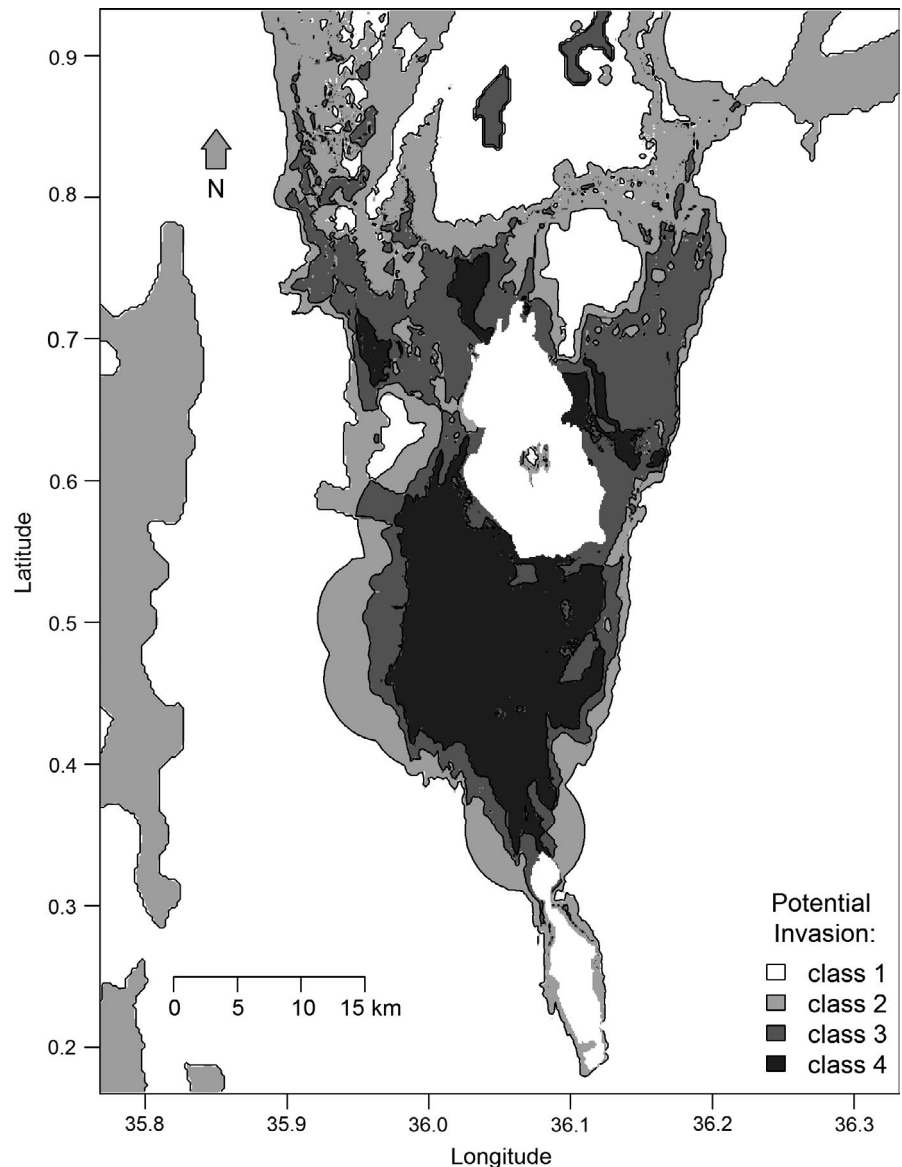 0.9
0.8
0.7
0.6
0.5
0.4
0.3
0.2
Latitude
N
0 5 10 15 km
Potential
Invasion:
class 1
class 2
class 3
class 4
35.8 35.9 36.0 36.1 36.2 36.3
Longitude